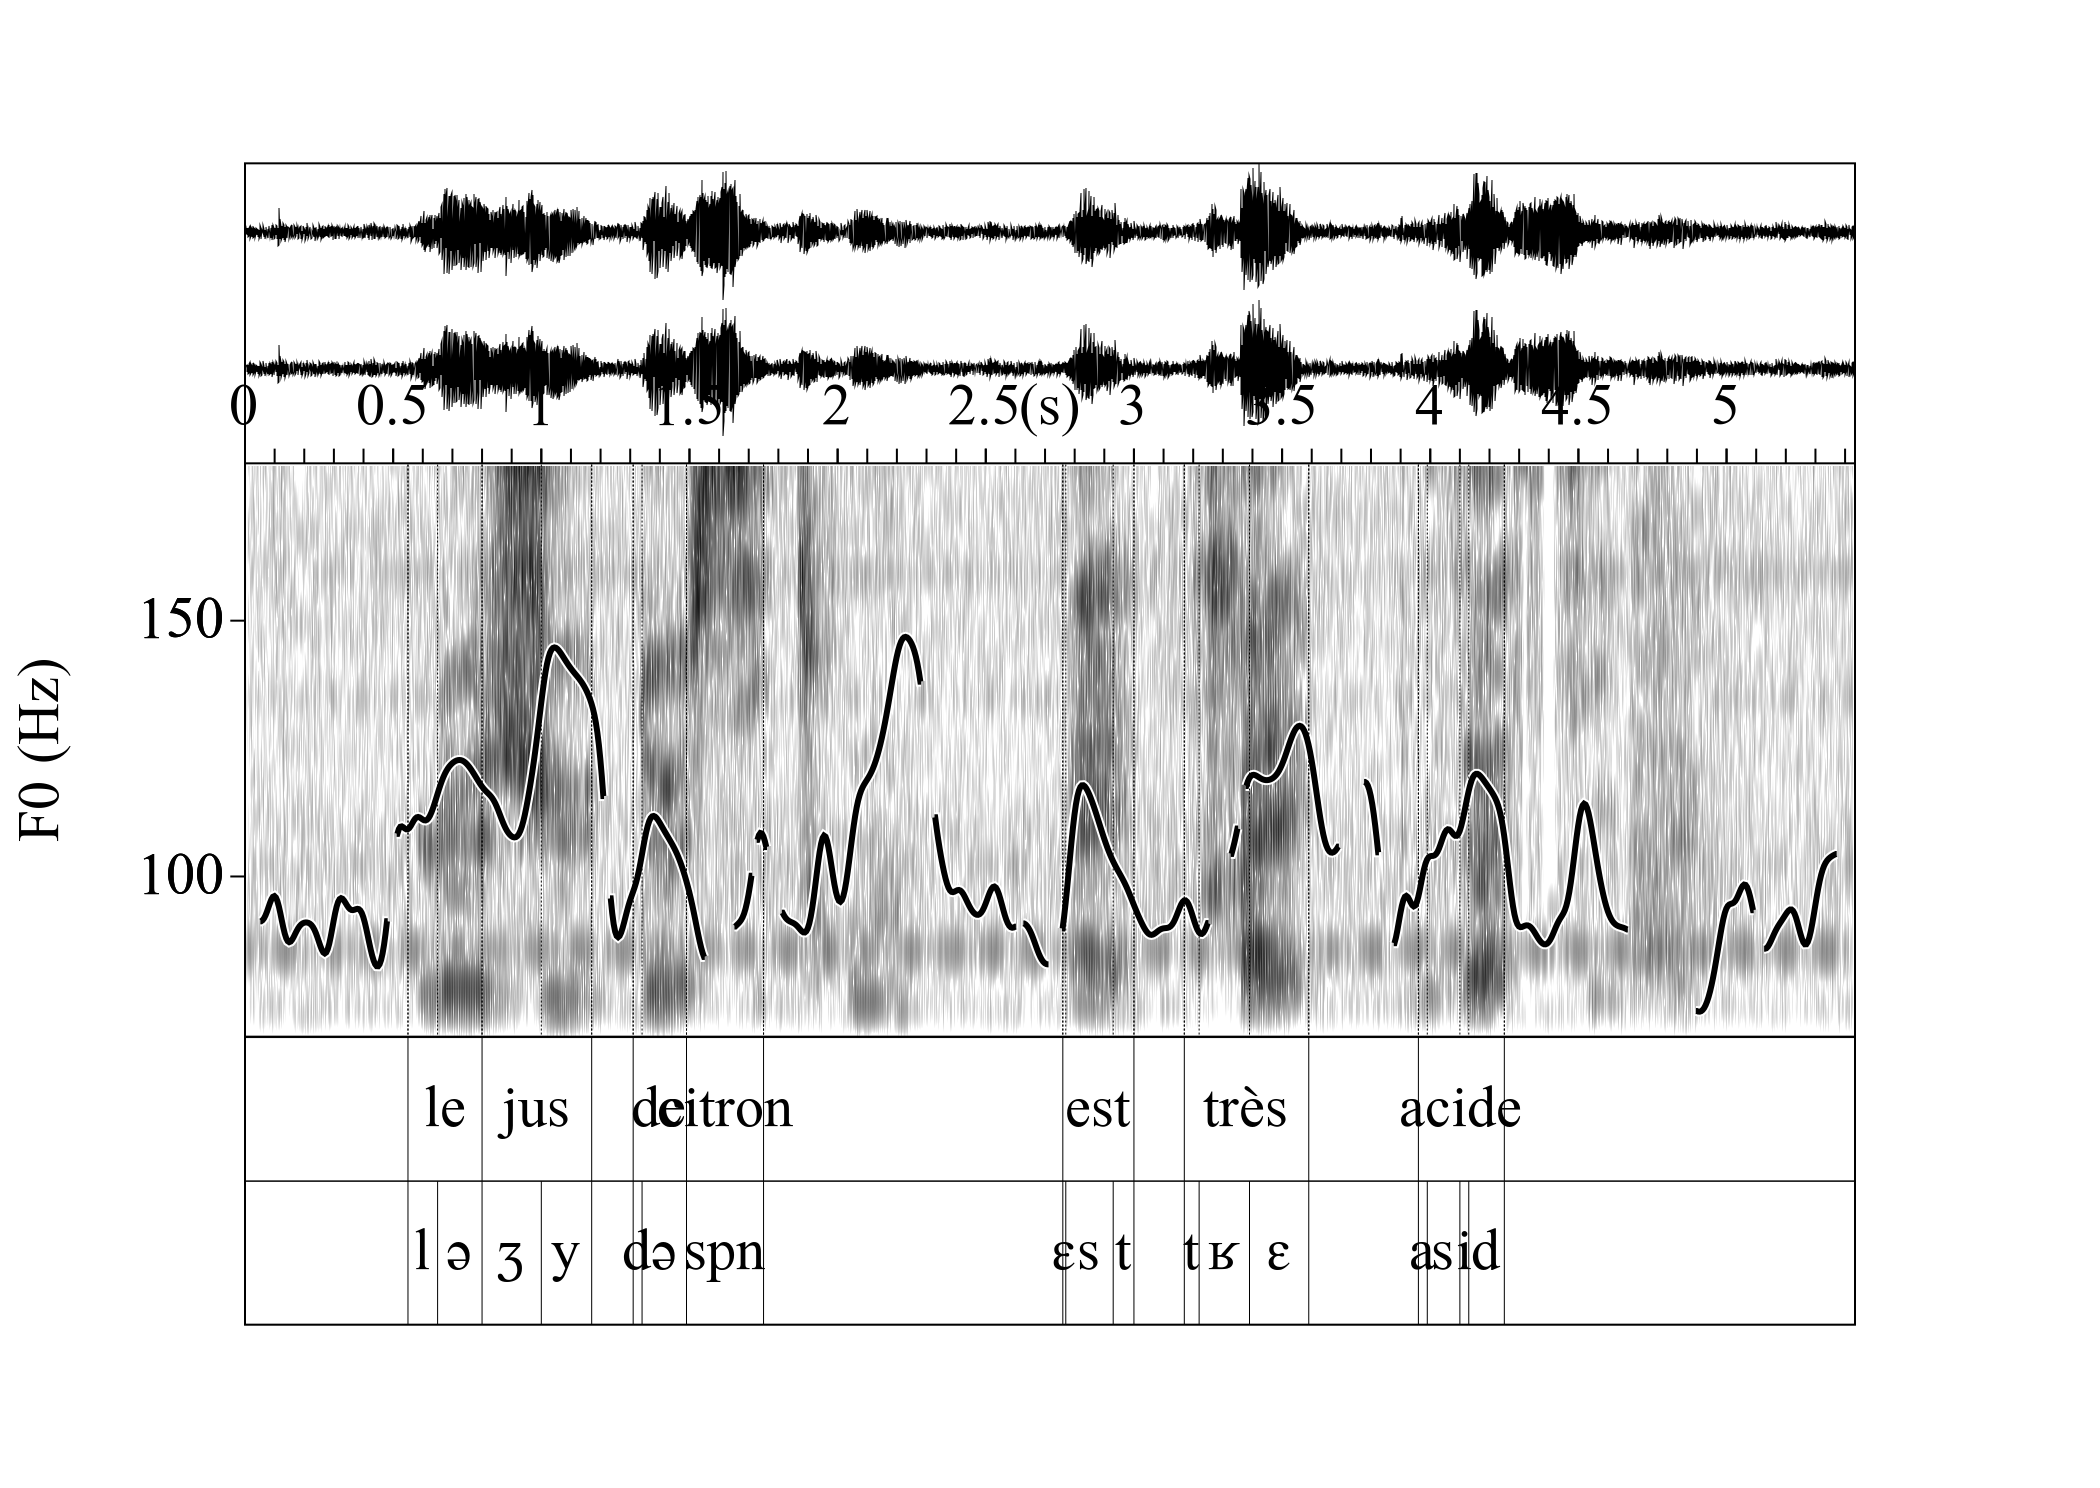 0 0.5 1 1.5 2 2.5(s) 3 3.5 4 4.5 5
150
100
F0 (Hz)
le jus de citron est très acide
l ə ʒ y d ə spn ɛ s t t ʁ ɛ a s i d